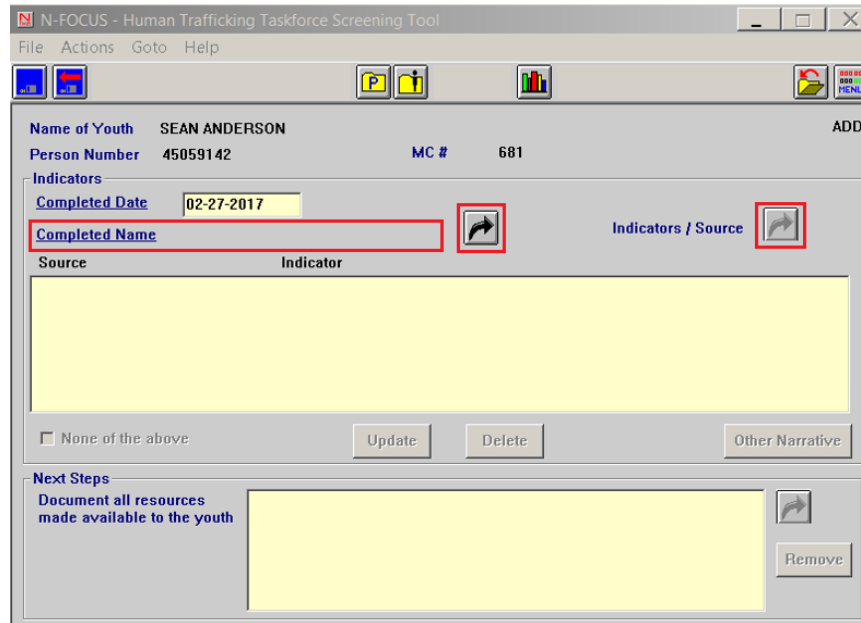 N-FOCUS - Human Trafficking Taskforce Screening Tool
File Actions Goto Help
P
MENU
Name of Youth SEAN ANDERSON ADD
Person Number 45059142 MC # 681
Indicators
Completed Date 02-27-2017
Completed Name Indicators / Source
Source Indicator
None of the above Update Delete Other Narrative
Next Steps
Document all resources
made available to the youth
Remove